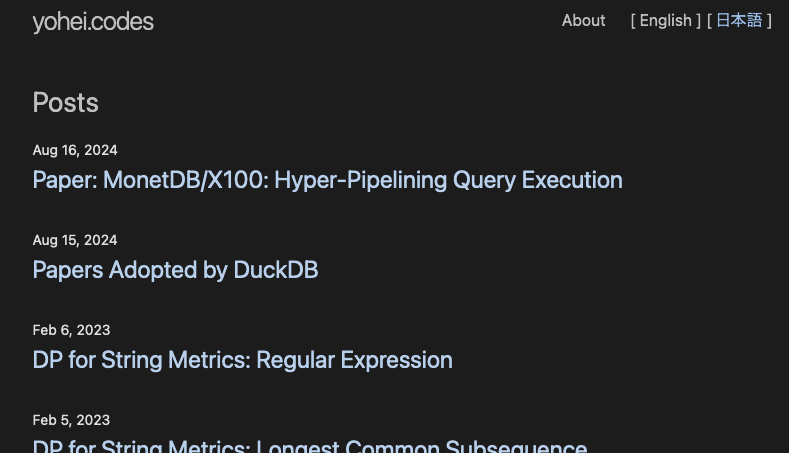 yohei.codes
About [ English ] [ 日本語 ]
Posts
Aug 16, 2024
Paper: MonetDB/X100: Hyper-Pipelining Query Execution
Aug 15, 2024
Papers Adopted by DuckDB
Feb 6, 2023
DP for String Metrics: Regular Expression
Feb 5, 2023
DP for String Metrics: Longest Common Subsequence